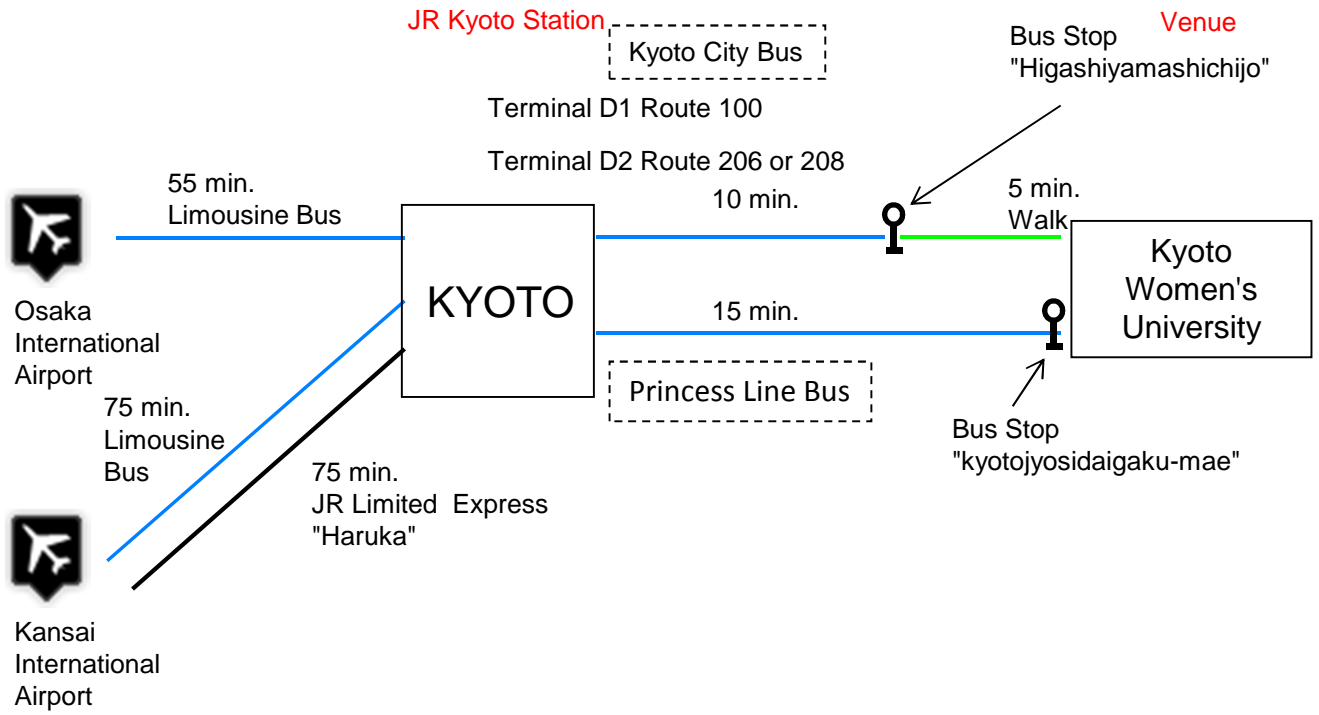 JR Kyoto Station
Kyoto City Bus
Terminal D1 Route 100
Terminal D2 Route 206 or 208
Bus Stop
"Higashiyamashichijo"
Venue
55 min.
Limousine Bus
10 min.
5 min.
Walk
Osaka
International
Airport
KYOTO
15 min.
Kyoto
Women's
University
Princess Line Bus
Bus Stop
"kyotojyosidaigaku-mae"
75 min.
Limousine
Bus
75 min.
JR Limited Express
"Haruka"
Kansai
International
Airport